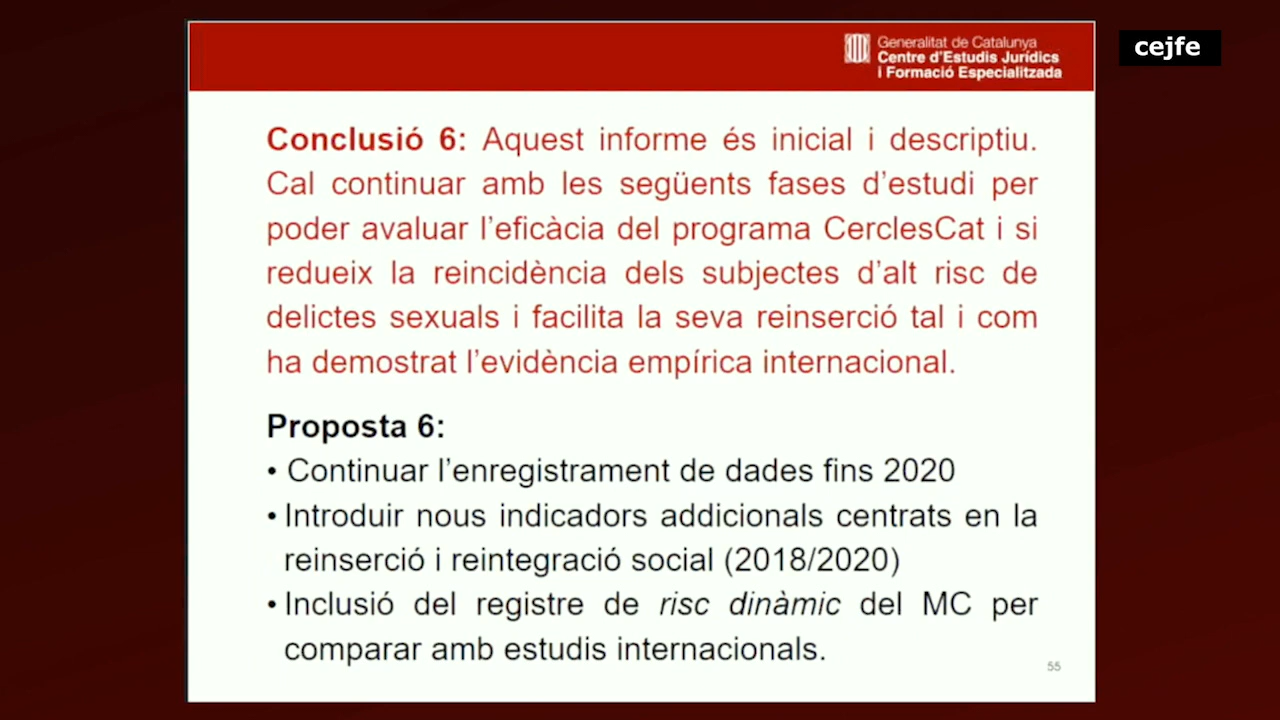 Generalitat de Catalunya
Centre d'Estudis Jurídics
i Formació Especialitzada
cejfe
Conclusió 6: Aquest informe és inicial i descriptiu.
Cal continuar amb les següents fases d'estudi per
poder avaluar l'eficàcia del programa CerclesCat i si
redueix la reincidència dels subjectes d'alt risc de
delictes sexuals i facilita la seva reinserció tal i com
ha demostrat l'evidència empírica internacional.
Proposta 6:
• Continuar l'enregistrament de dades fins 2020
• Introduir nous indicadors addicionals centrats en la
reinserció i reintegració social (2018/2020)
• Inclusió del registre de risc dinàmic del MC per
comparar amb estudis internacionals.
55